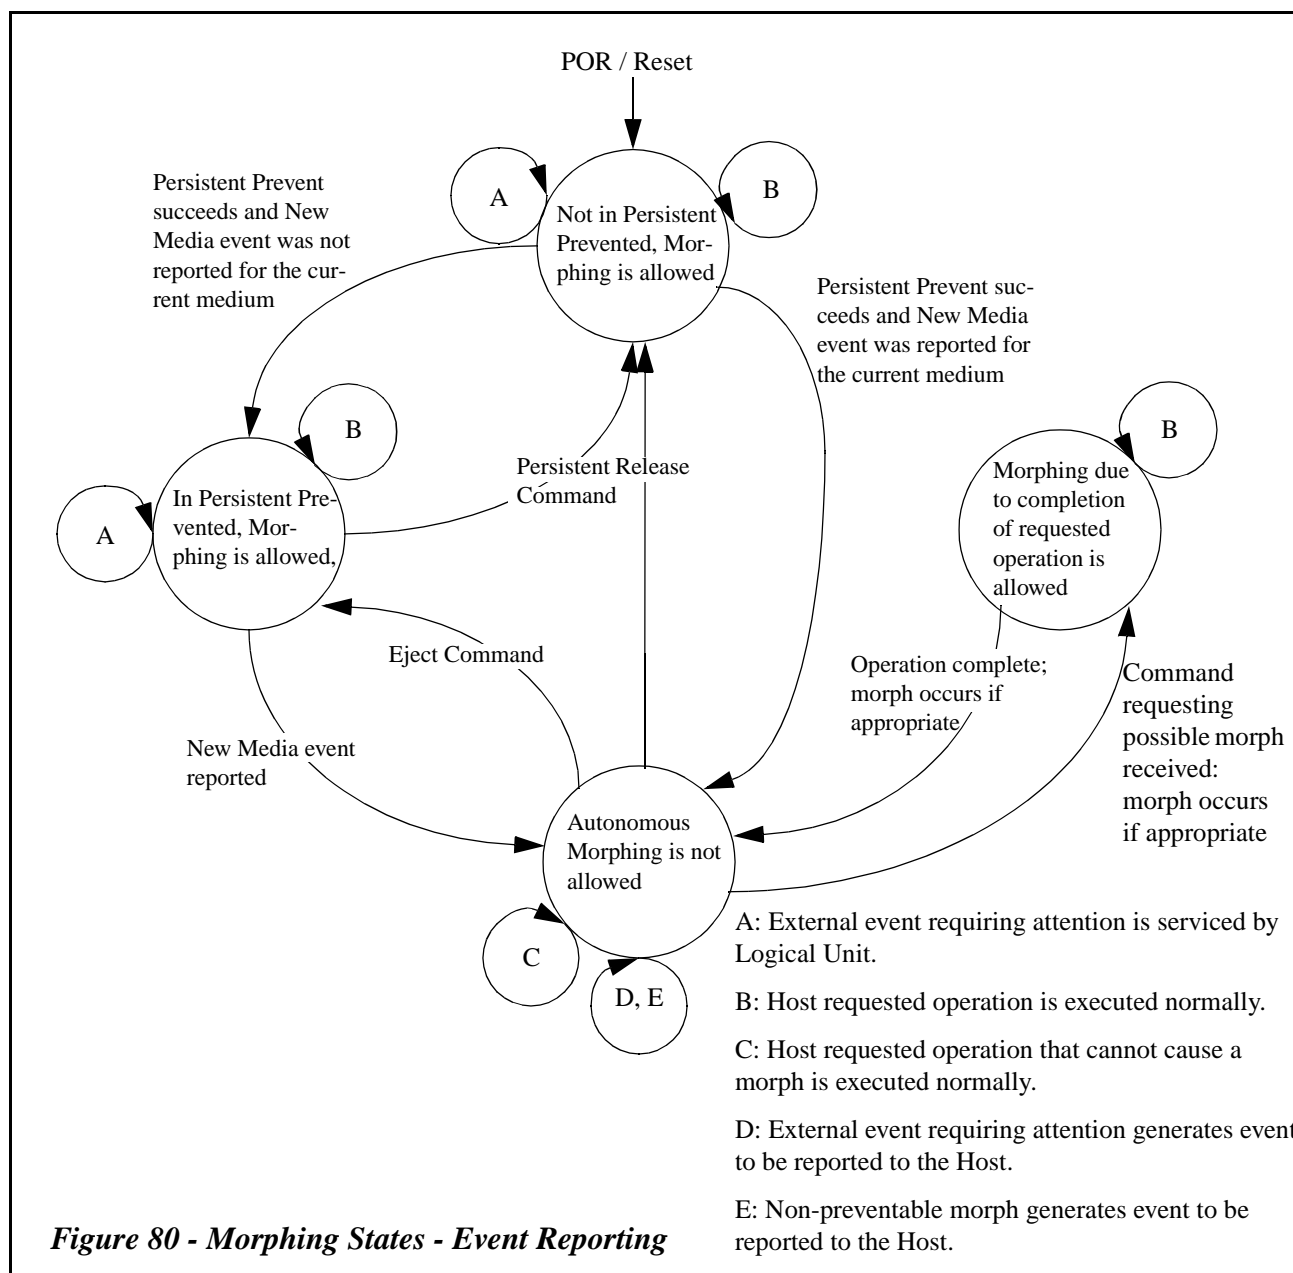 POR / Reset
A
B
Persistent Prevent
succeeds and New
Media event was not
reported for the cur-
rent medium
Not in Persistent
Prevented, Mor-
phing is allowed
Persistent Prevent suc-
ceeds and New Media
event was reported for
the current medium
B
B
In Persistent Pre-
vented, Mor-
phing is allowed,
A
Persistent Release
Command
Morphing due
to completion
of requested
operation is
allowed
Eject Command
Operation complete;
morph occurs if
appropriate
Command
requesting
possible morph
received:
morph occurs
if appropriate
New Media event
reported
Autonomous
Morphing is not
allowed
C
D, E
A: External event requiring attention is serviced by
Logical Unit.
B: Host requested operation is executed normally.
C: Host requested operation that cannot cause a
morph is executed normally.
D: External event requiring attention generates event
to be reported to the Host.
E: Non-preventable morph generates event to be
reported to the Host.
Figure 80 - Morphing States - Event Reporting